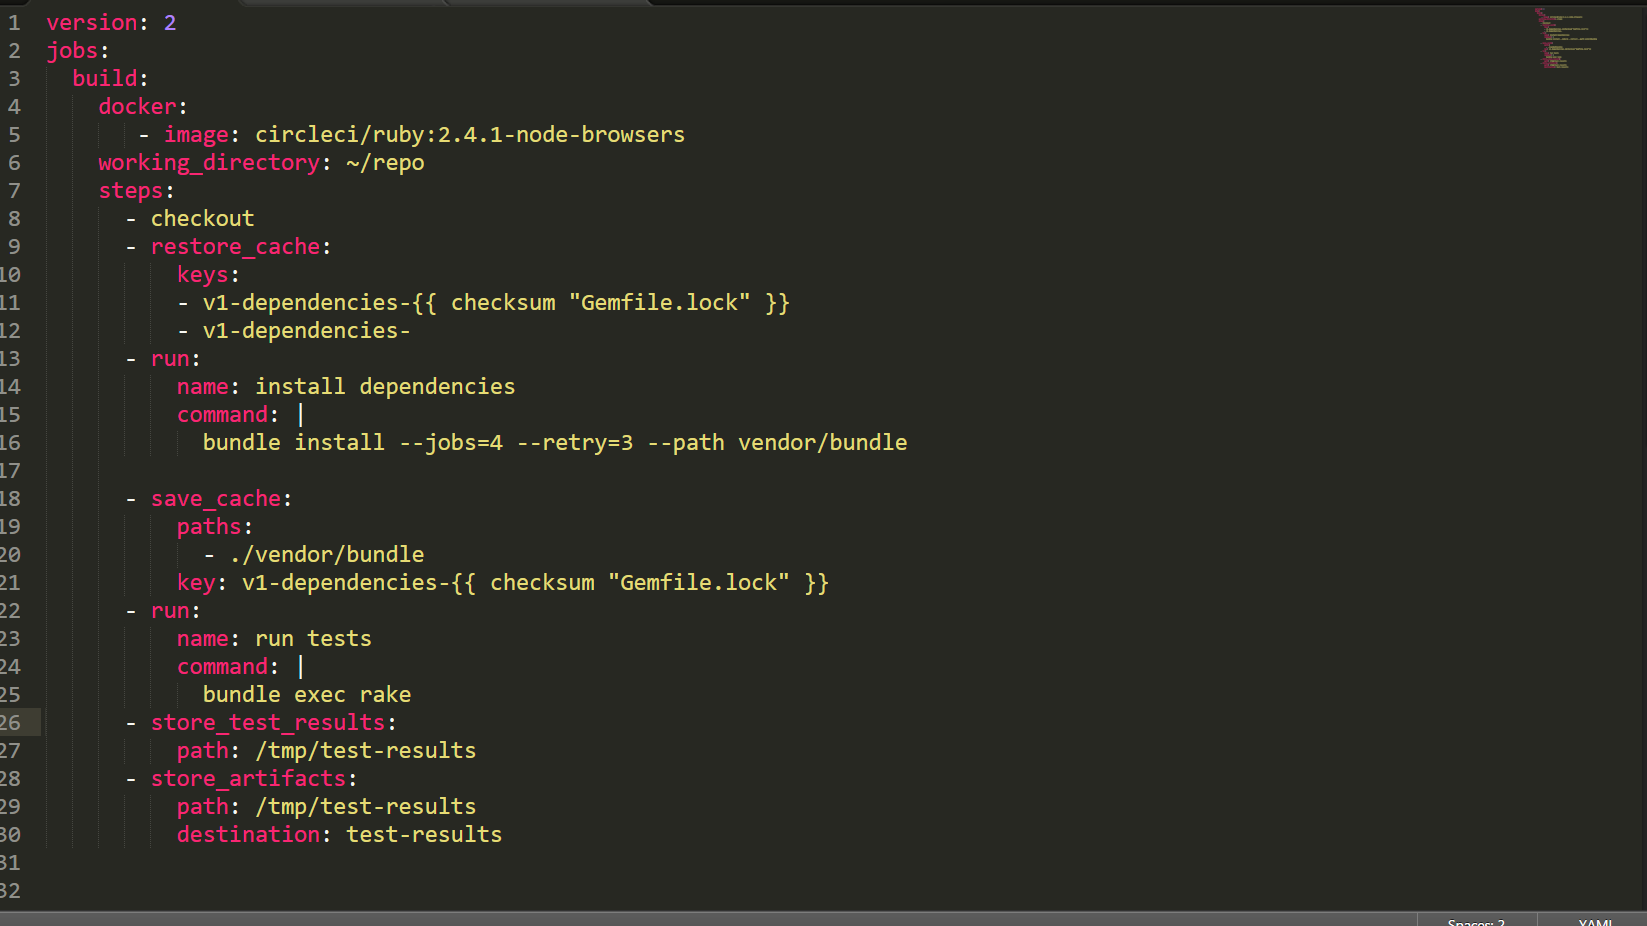 1 version: 2
2 jobs:
3   build:
4     docker:
5        - image: circleci/ruby:2.4.1-node-browsers
6     working_directory: ~/repo
7     steps:
8       - checkout
9       - restore_cache:
10           keys:
11           - v1-dependencies-{{ checksum "Gemfile.lock" }}
12           - v1-dependencies-
13       - run:
14           name: install dependencies
15           command: |
16             bundle install --jobs=4 --retry=3 --path vendor/bundle
17
18       - save_cache:
19           paths:
20             - ./vendor/bundle
21           key: v1-dependencies-{{ checksum "Gemfile.lock" }}
22       - run:
23           name: run tests
24           command: |
25             bundle exec rake
26       - store_test_results:
27           path: /tmp/test-results
28       - store_artifacts:
29           path: /tmp/test-results
30           destination: test-results
31
32
Spaces: 2 YAML